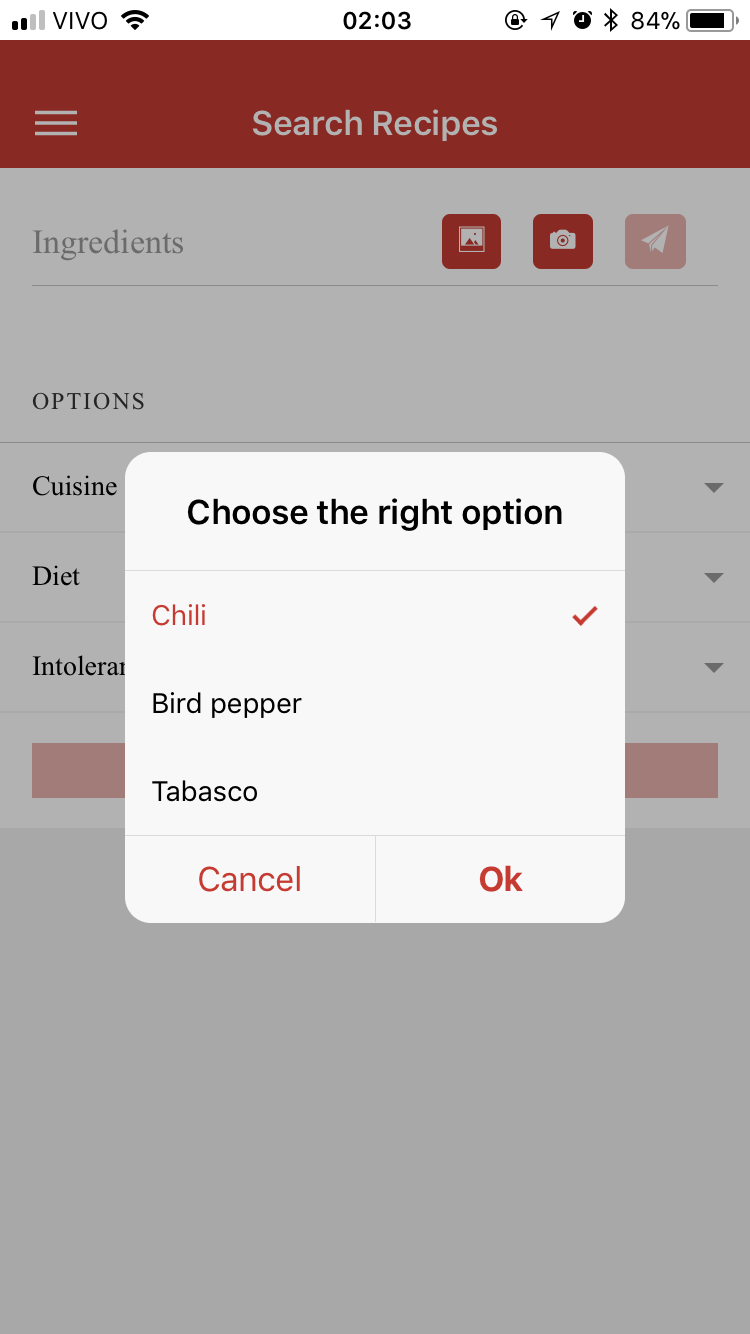 VIVO 02:03 84%
Search Recipes
Ingredients
OPTIONS
Cuisine
Choose the right option
Diet
Chili
Bird pepper
Tabasco
Cancel Ok